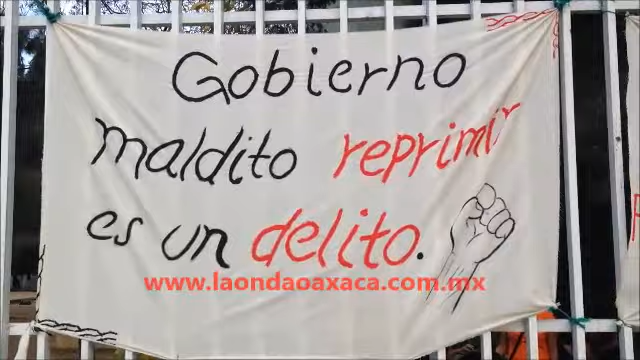 Gobierno
maldito reprimir
es un delito.
www.laondaoaxaca.com.mx